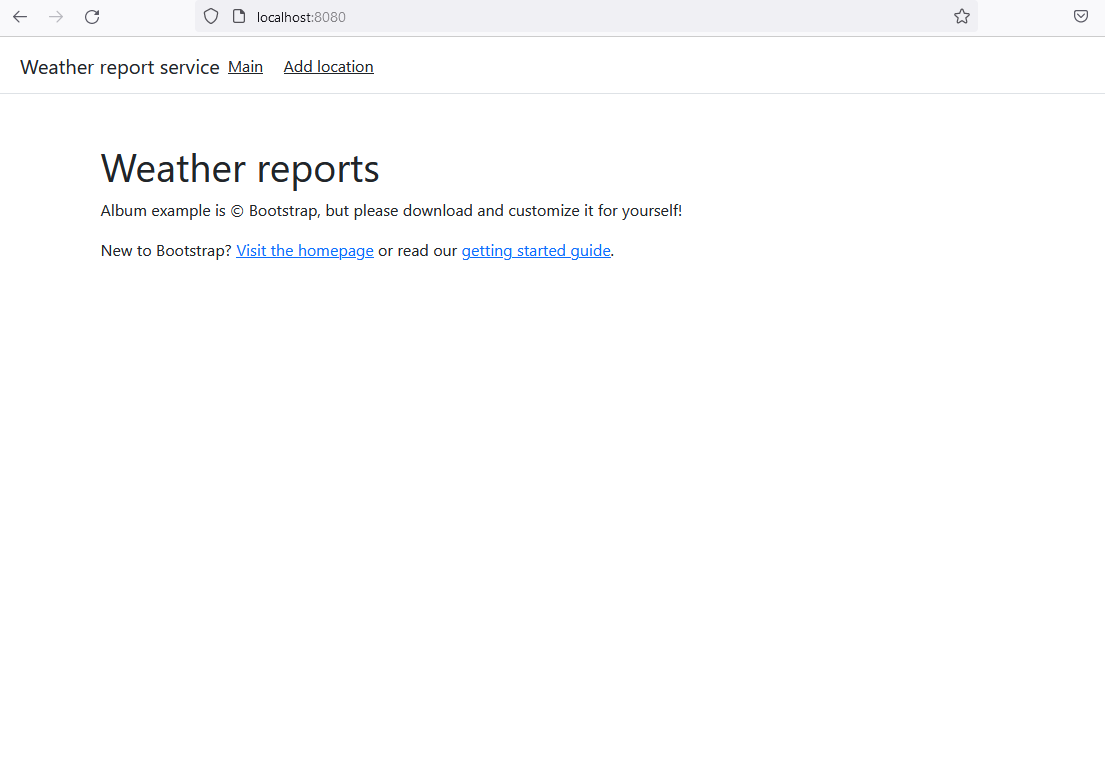 localhost:8080
Weather report service Main Add location
Weather reports
Album example is © Bootstrap, but please download and customize it for yourself!
New to Bootstrap? Visit the homepage or read our getting started guide.